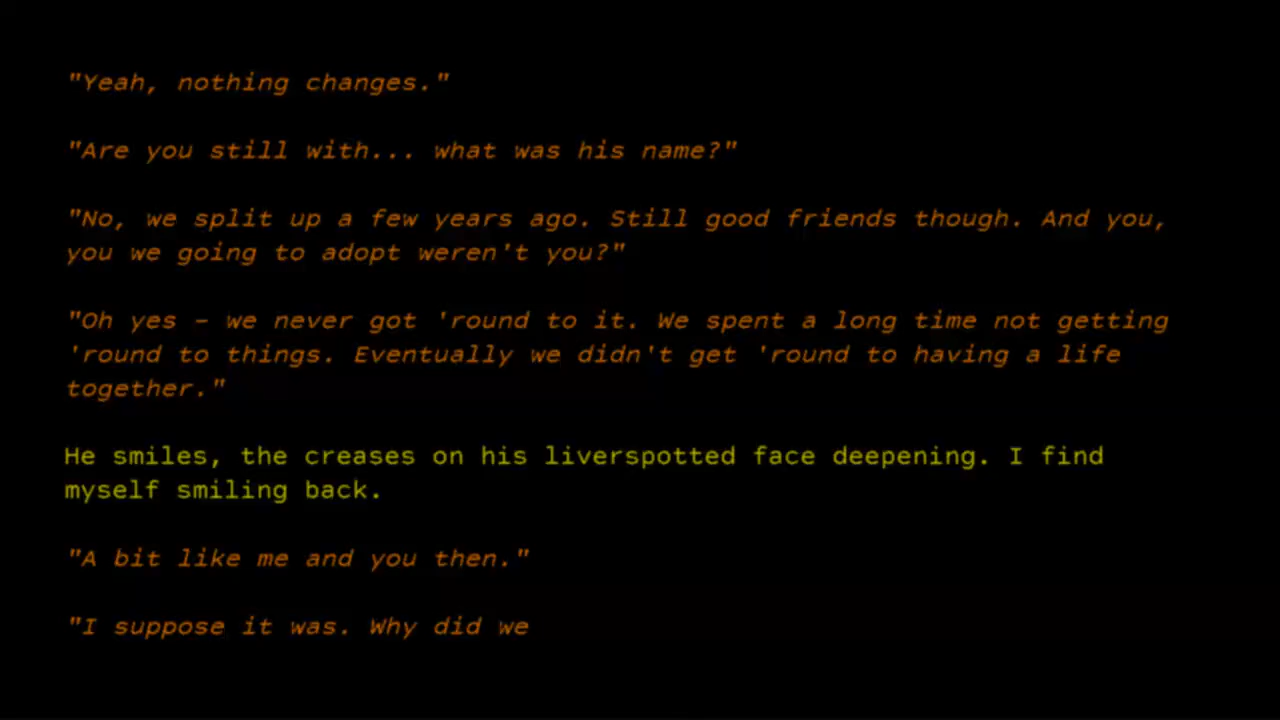 "Yeah, nothing changes."
"Are you still with... what was his name?"
"No, we split up a few years ago. Still good friends though. And you,
you we going to adopt weren't you?"
"Oh yes – we never got 'round to it. We spent a long time not getting
'round to things. Eventually we didn't get 'round to having a life
together."
He smiles, the creases on his liverspotted face deepening. I find
myself smiling back.
"A bit like me and you then."
"I suppose it was. Why did we